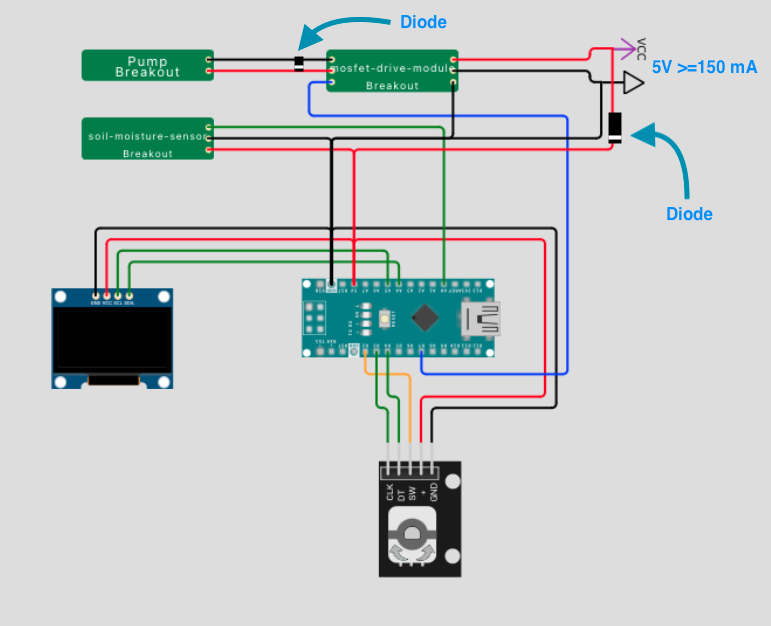 Diode
Pump
Breakout
mosfet-drive-module
Breakout
VCC
5V >=150 mA
soil-moisture-sensor
Breakout
Diode
GND VCC SCL SDA
RESET
CLK
DT
SW
+
GND